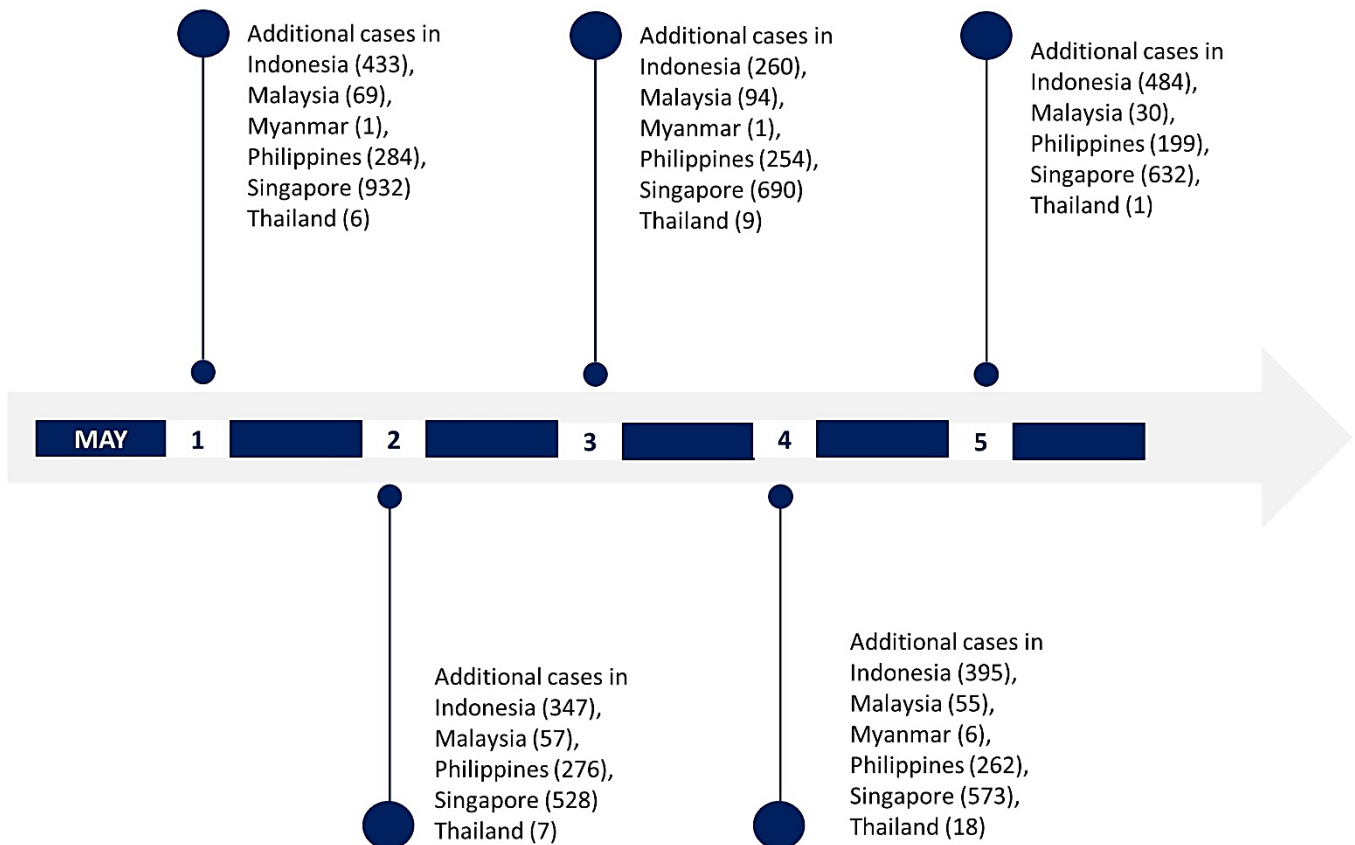 Additional cases in
Indonesia (433),
Malaysia (69),
Myanmar (1),
Philippines (284),
Singapore (932)
Thailand (6)
Additional cases in
Indonesia (260),
Malaysia (94),
Myanmar (1),
Philippines (254),
Singapore (690)
Thailand (9)
Additional cases in
Indonesia (484),
Malaysia (30),
Philippines (199),
Singapore (632),
Thailand (1)
MAY 1 2 3 4 5
Additional cases in
Indonesia (347),
Malaysia (57),
Philippines (276),
Singapore (528)
Thailand (7)
Additional cases in
Indonesia (395),
Malaysia (55),
Myanmar (6),
Philippines (262),
Singapore (573),
Thailand (18)